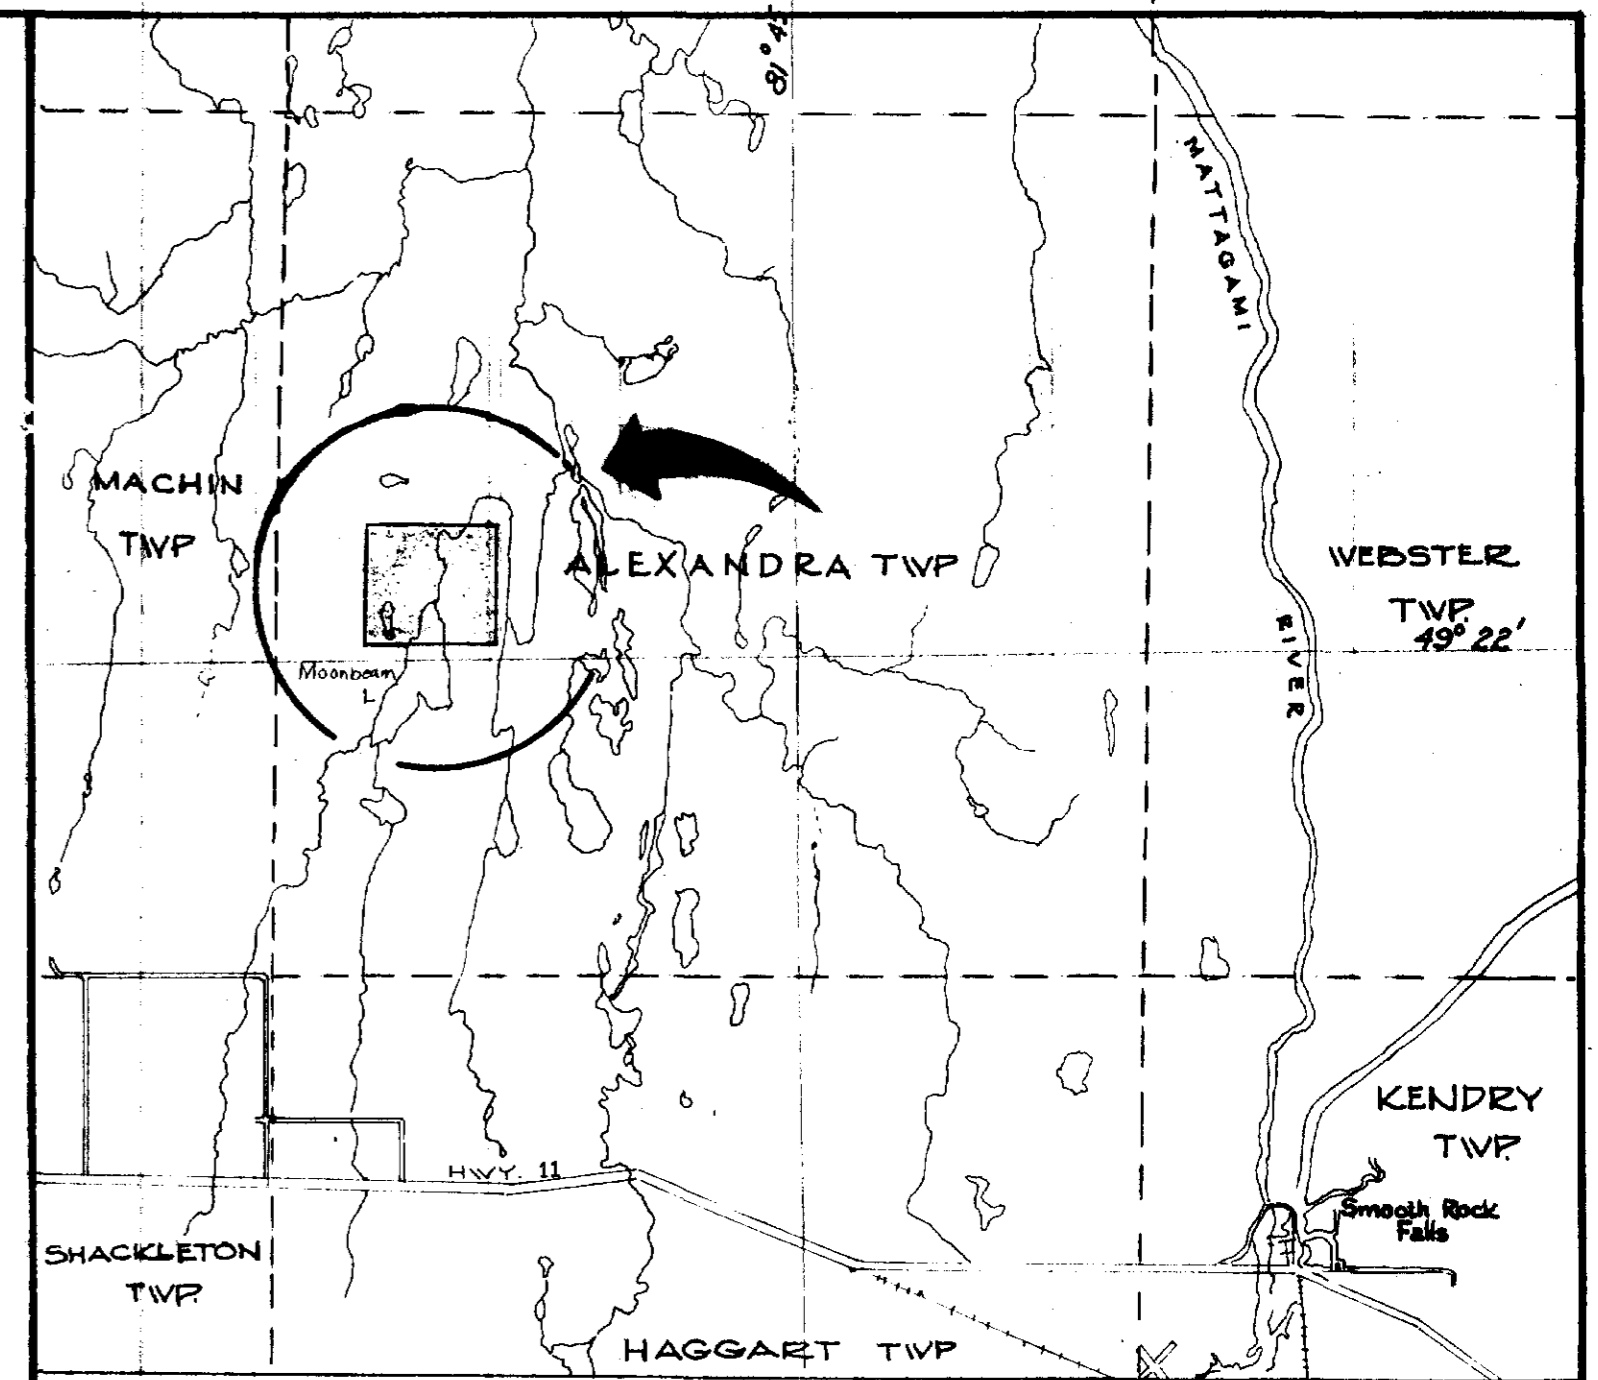 81° 45
MATTAGAMI
MACHIN
TWP
ALEXANDRA TWP
WEBSTER
TWP.
49° 22'
RIVER
Moonbeam
L
KENDRY
TWP.
HWY. 11
Smooth Rock
Falls
SHACKLETON
TWP.
HAGGART TWP